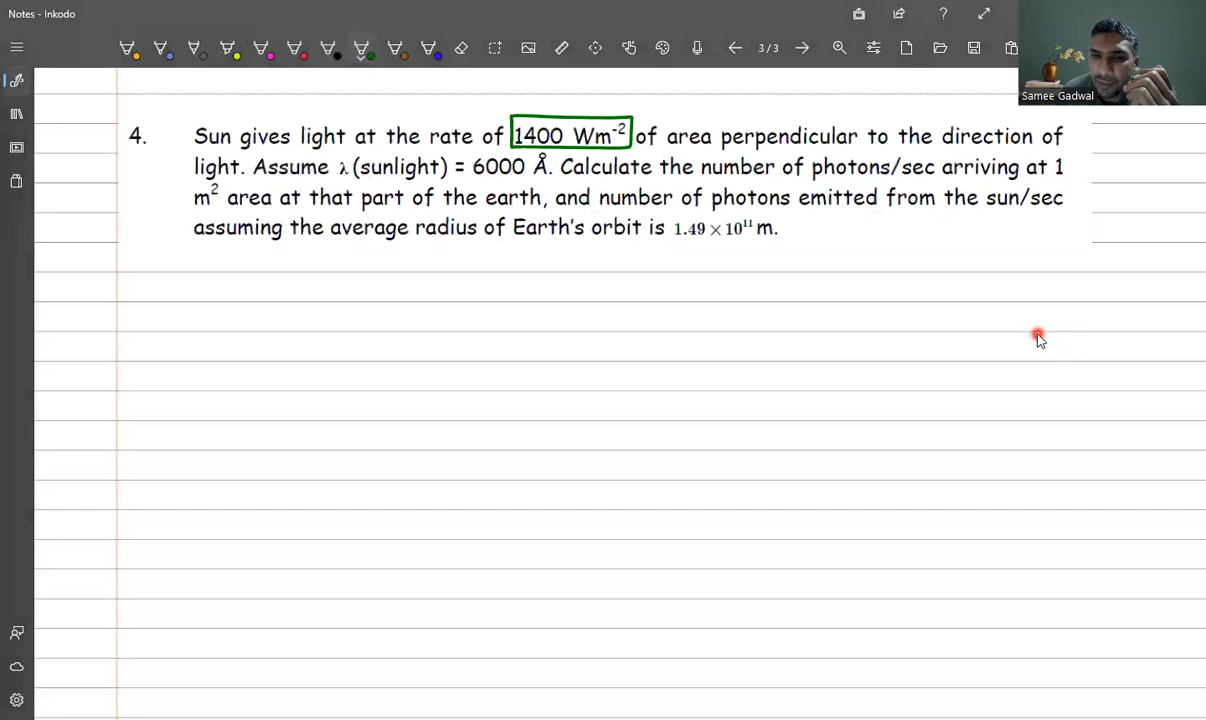 Notes - Inkodo
3/3
Samee Gadwal
4. Sun gives light at the rate of 1400 Wm⁻² of area perpendicular to the direction of
light. Assume λ(sunlight) = 6000 Å. Calculate the number of photons/sec arriving at 1
m² area at that part of the earth, and number of photons emitted from the sun/sec
assuming the average radius of Earth's orbit is 1.49 × 10¹¹ m.